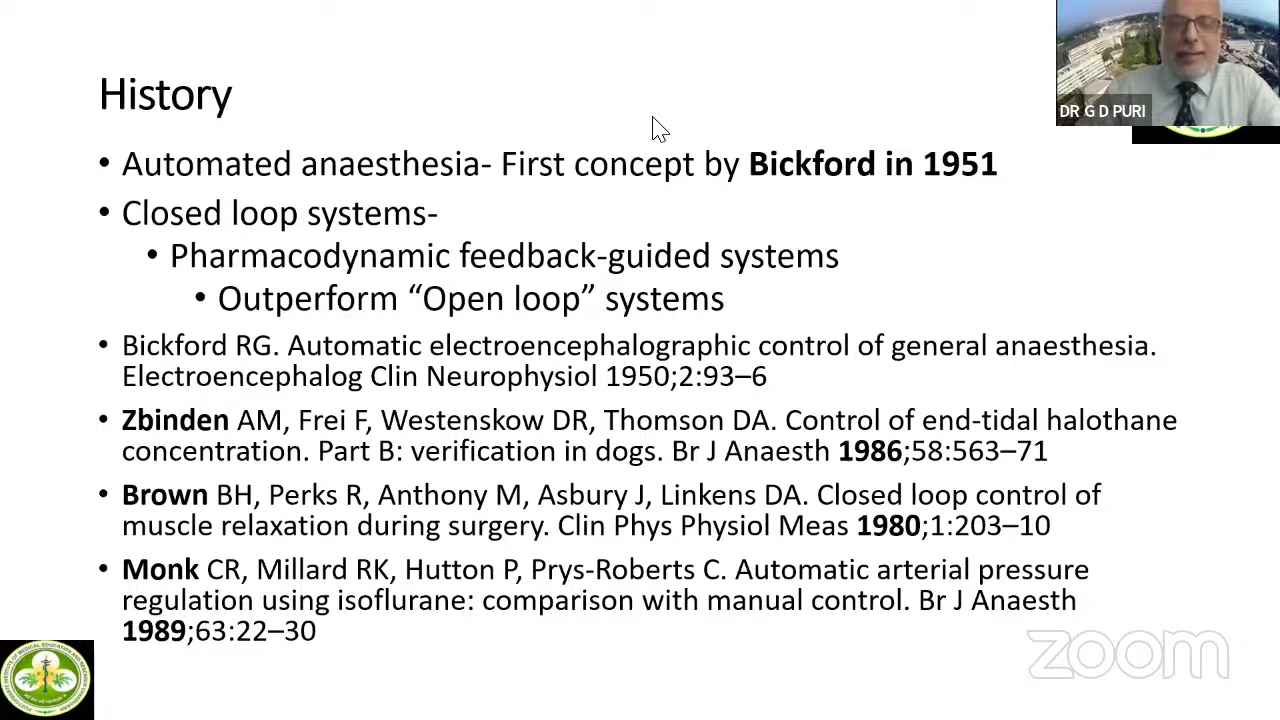 History
DR G D PURI
• Automated anaesthesia- First concept by Bickford in 1951
• Closed loop systems-
• Pharmacodynamic feedback-guided systems
• Outperform “Open loop” systems
• Bickford RG. Automatic electroencephalographic control of general anaesthesia.
Electroencephalog Clin Neurophysiol 1950;2:93–6
• Zbinden AM, Frei F, Westenskow DR, Thomson DA. Control of end-tidal halothane
concentration. Part B: verification in dogs. Br J Anaesth 1986;58:563–71
• Brown BH, Perks R, Anthony M, Asbury J, Linkens DA. Closed loop control of
muscle relaxation during surgery. Clin Phys Physiol Meas 1980;1:203–10
• Monk CR, Millard RK, Hutton P, Prys-Roberts C. Automatic arterial pressure
regulation using isoflurane: comparison with manual control. Br J Anaesth
1989;63:22–30
zoom